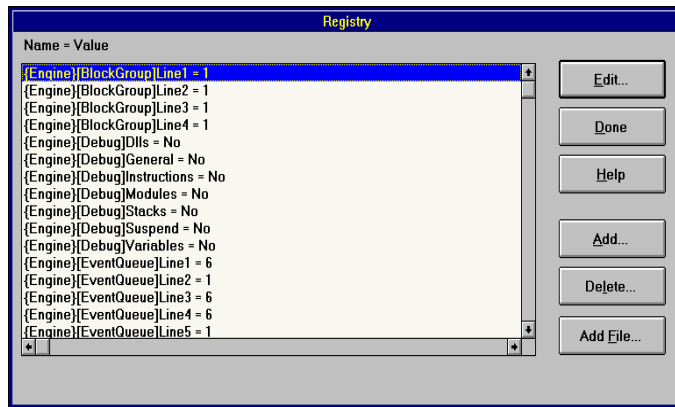 Registry
Name = Value
{Engine}[BlockGroup]Line1 = 1
{Engine}[BlockGroup]Line2 = 1
{Engine}[BlockGroup]Line3 = 1
{Engine}[BlockGroup]Line4 = 1
{Engine}[Debug]Dlls = No
{Engine}[Debug]General = No
{Engine}[Debug]Instructions = No
{Engine}[Debug]Modules = No
{Engine}[Debug]Stacks = No
{Engine}[Debug]Suspend = No
{Engine}[Debug]Variables = No
{Engine}[EventQueue]Line1 = 6
{Engine}[EventQueue]Line2 = 1
{Engine}[EventQueue]Line3 = 6
{Engine}[EventQueue]Line4 = 6
{Engine}[EventQueue]Line5 = 1
Edit...
Done
Help
Add...
Delete...
Add File...